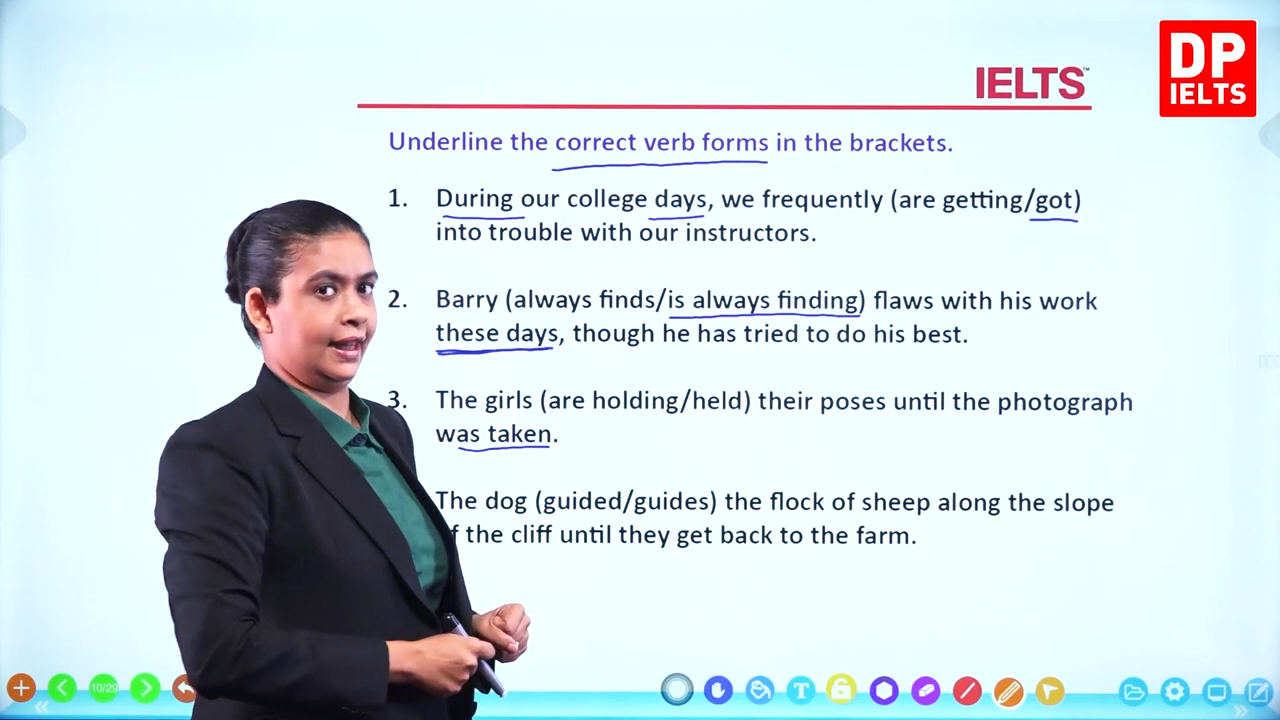 IELTS™
DP
IELTS
Underline the correct verb forms in the brackets.
1. During our college days, we frequently (are getting/got)
into trouble with our instructors.
2. Barry (always finds/is always finding) flaws with his work
these days, though he has tried to do his best.
3. The girls (are holding/held) their poses until the photograph
was taken.
The dog (guided/guides) the flock of sheep along the slope
the cliff until they get back to the farm.
10/29